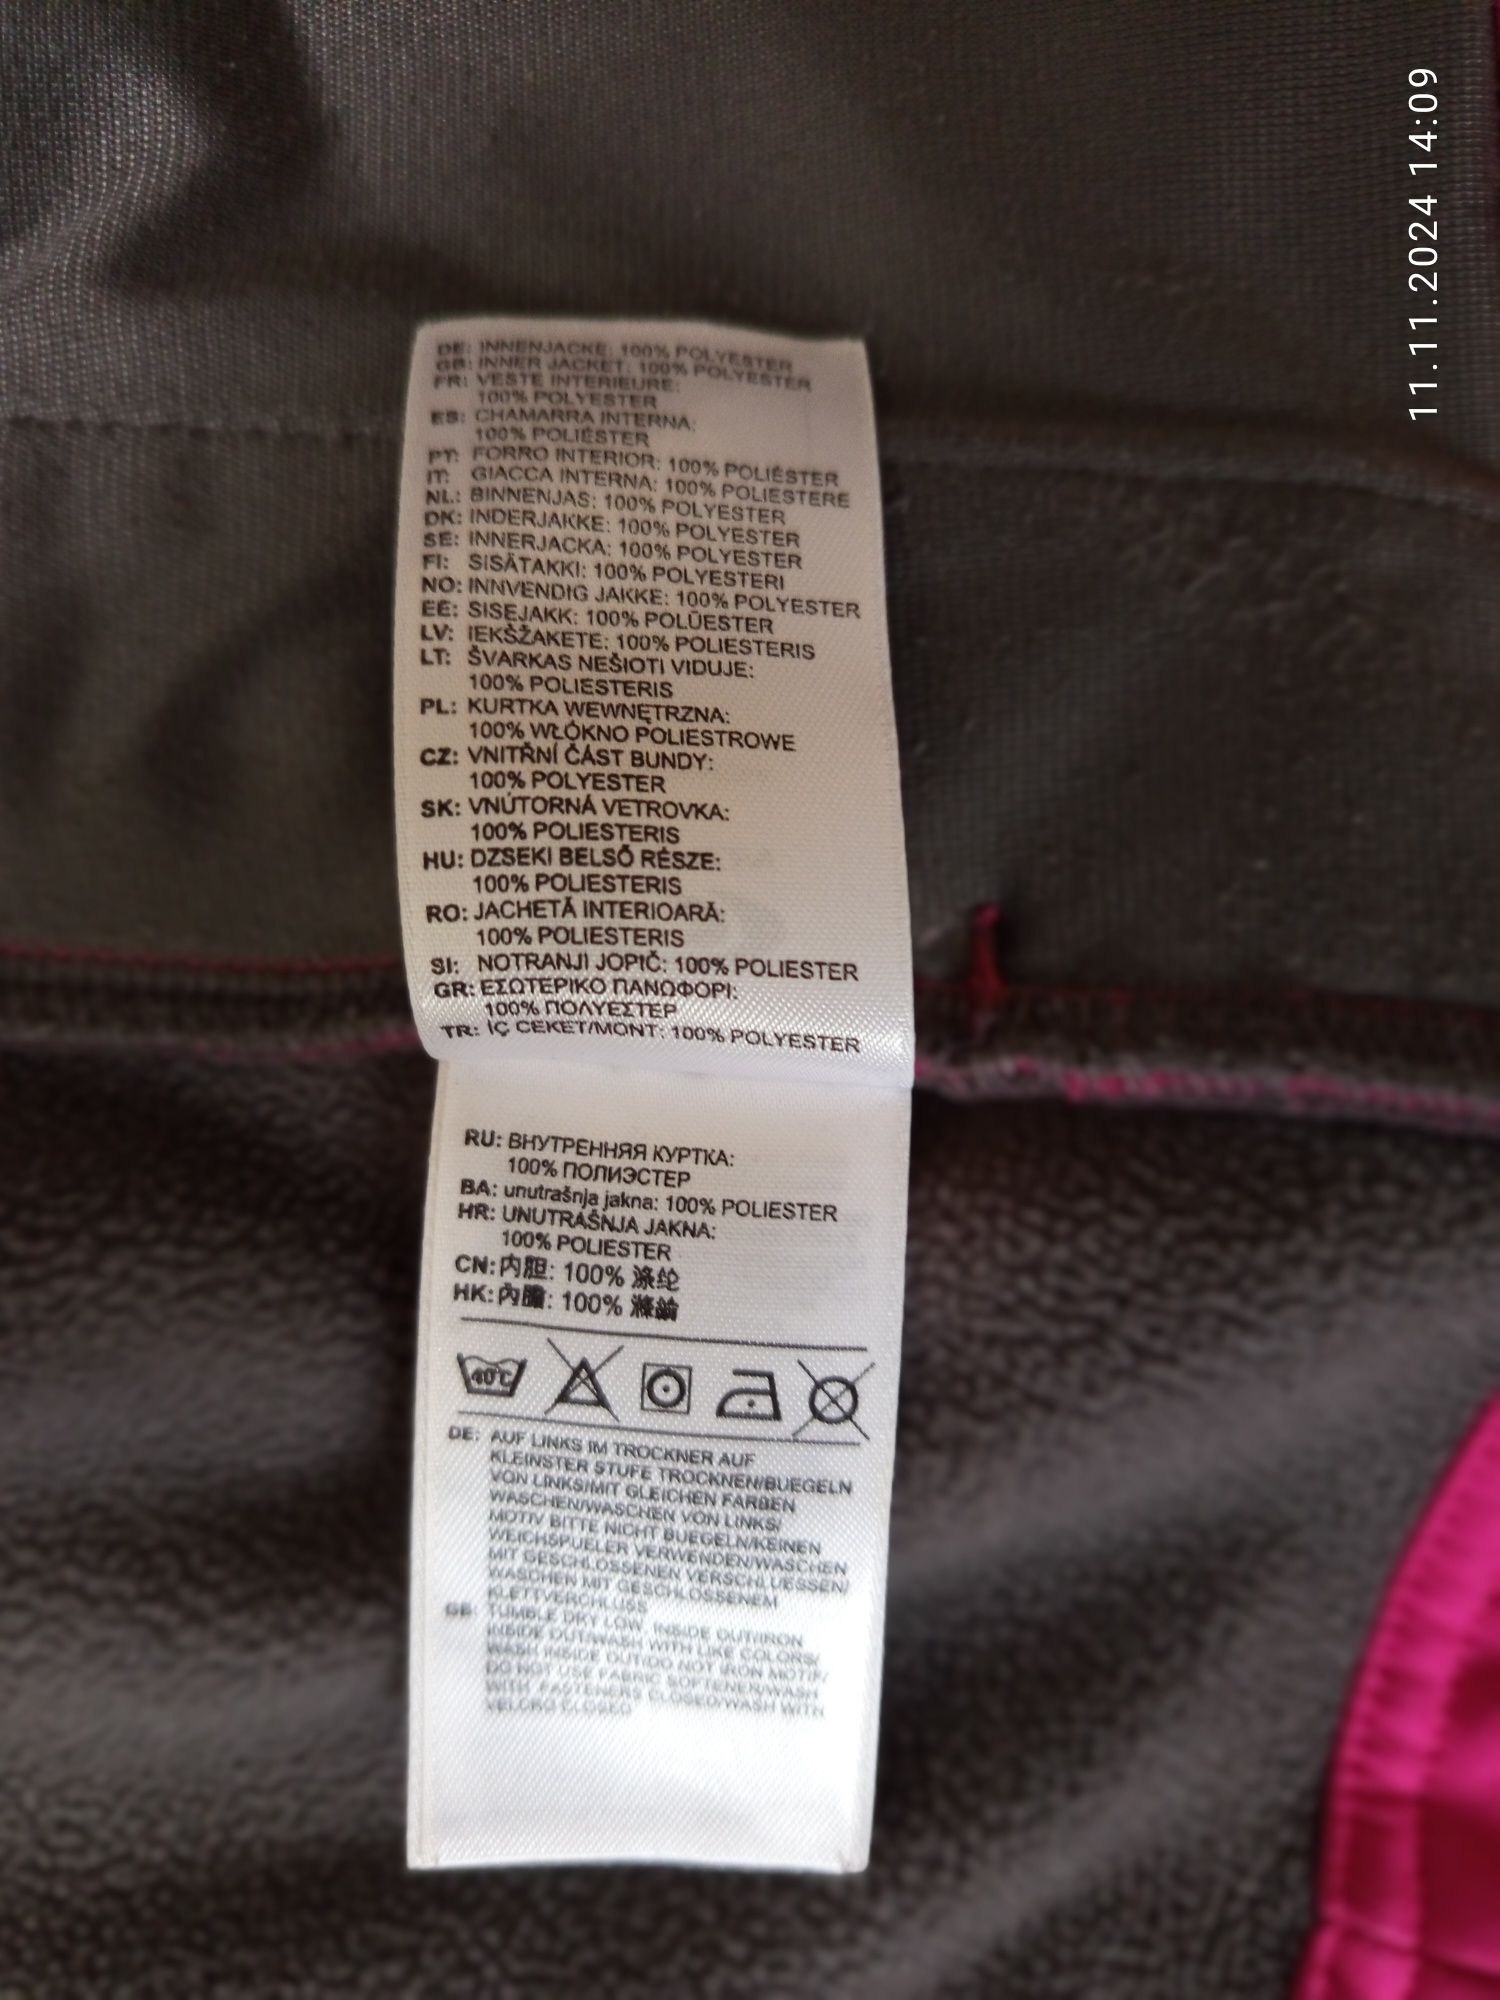 11.11.2024 14:09
DE: INNENJACKE: 100% POLYESTER
GB: INNER JACKET: 100% POLYESTER
FR: VESTE INTERIEURE:
100% POLYESTER
ES: CHAMARRA INTERNA:
100% POLIÉSTER
PT: FORRO INTERIOR: 100% POLIÉSTER
IT: GIACCA INTERNA: 100% POLIESTERE
NL: BINNENJAS: 100% POLYESTER
DK: INDERJAKKE: 100% POLYESTER
SE: INNERJACKA: 100% POLYESTER
FI: SISÄTAKKI: 100% POLYESTERI
NO: INNVENDIG JAKKE: 100% POLYESTER
EE: SISEJAKK: 100% POLÜESTER
LV: IEKŠŽAKETE: 100% POLIESTERIS
LT: ŠVARKAS NEŠIOTI VIDUJE:
100% POLIESTERIS
PL: KURTKA WEWNĘTRZNA:
100% WŁÓKNO POLIESTROWE
CZ: VNITŘNÍ ČÁST BUNDY:
100% POLYESTER
SK: VNÚTORNÁ VETROVKA:
100% POLIESTERIS
HU: DZSEKI BELSŐ RÉSZE:
100% POLIESTERIS
RO: JACHETĂ INTERIOARĂ:
100% POLIESTERIS
SI: NOTRANJI JOPIČ: 100% POLIESTER
GR: ΕΣΩΤΕΡΙΚΟ ΠΑΝΩΦΟΡΙ:
100% ΠΟΛΥΕΣΤΕΡ
TR: İÇ CEKET/MONT: 100% POLYESTER
RU: ВНУТРЕННЯЯ КУРТКА:
100% ПОЛИЭСТЕР
BA: unutrašnja jakna: 100% POLIESTER
HR: UNUTRAŠNJA JAKNA:
100% POLIESTER
CN: 内胆: 100% 涤纶
HK: 內膽: 100% 滌綸
40°C
DE: AUF LINKS IM TROCKNER AUF
KLEINSTER STUFE TROCKNEN/BUEGELN
VON LINKS/MIT GLEICHEN FARBEN
WASCHEN/WASCHEN VON LINKS/
MOTIV BITTE NICHT BUEGELN/KEINEN
WEICHSPUELER VERWENDEN/WASCHEN
MIT GESCHLOSSENEN VERSCHLUESSEN/
WASCHEN MIT GESCHLOSSENEM
KLETTVERCHLUSS
GB: TUMBLE DRY LOW, INSIDE OUT/IRON
INSIDE OUT/WASH WITH LIKE COLORS/
WASH INSIDE OUT/DO NOT IRON MOTIF/
DO NOT USE FABRIC SOFTENER/WASH
WITH FASTENERS CLOSED/WASH WITH
VELCRO CLOSED